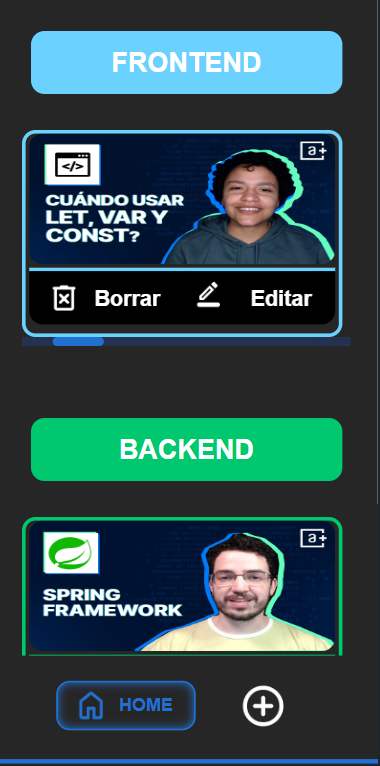 FRONTEND
a+
</>
CUÁNDO USAR
LET, VAR Y
CONST?
Borrar
Editar
BACKEND
a+
SPRING
FRAMEWORK
HOME